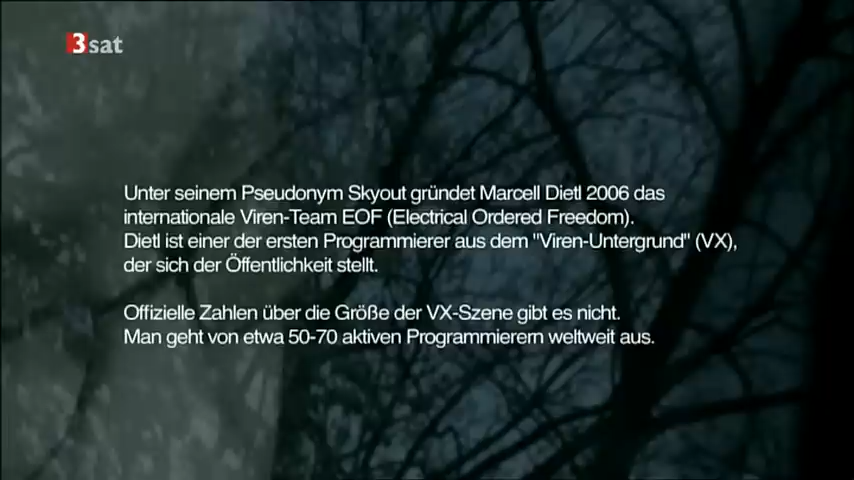 3sat
Unter seinem Pseudonym Skyout gründet Marcell Dietl 2006 das
internationale Viren-Team EOF (Electrical Ordered Freedom).
Dietl ist einer der ersten Programmierer aus dem "Viren-Untergrund" (VX),
der sich der Öffentlichkeit stellt.
Offizielle Zahlen über die Größe der VX-Szene gibt es nicht.
Man geht von etwa 50-70 aktiven Programmierern weltweit aus.